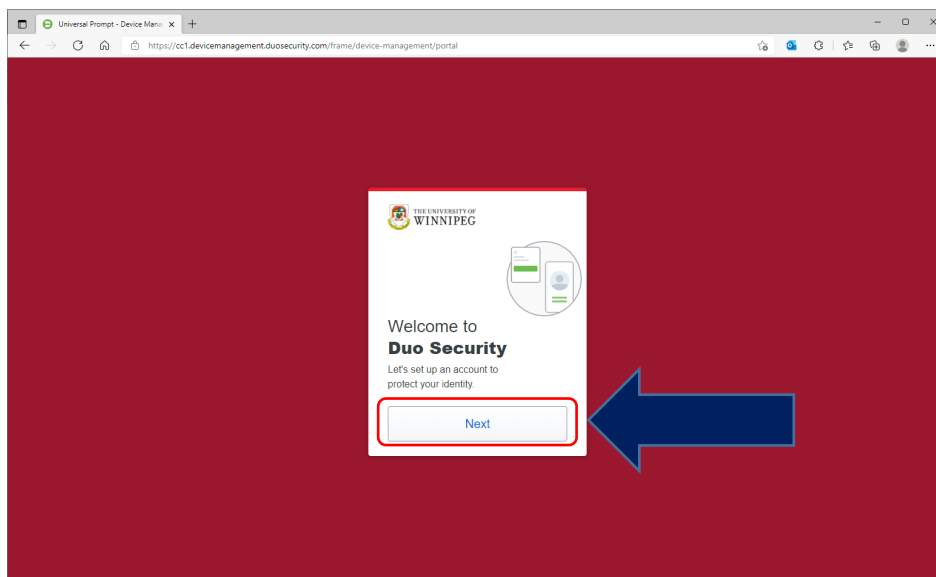 Universal Prompt - Device Mana
https://cc1.devicemanagement.duosecurity.com/frame/device-management/portal
THE UNIVERSITY OF
WINNIPEG
Welcome to
Duo Security
Let's set up an account to
protect your identity.
Next